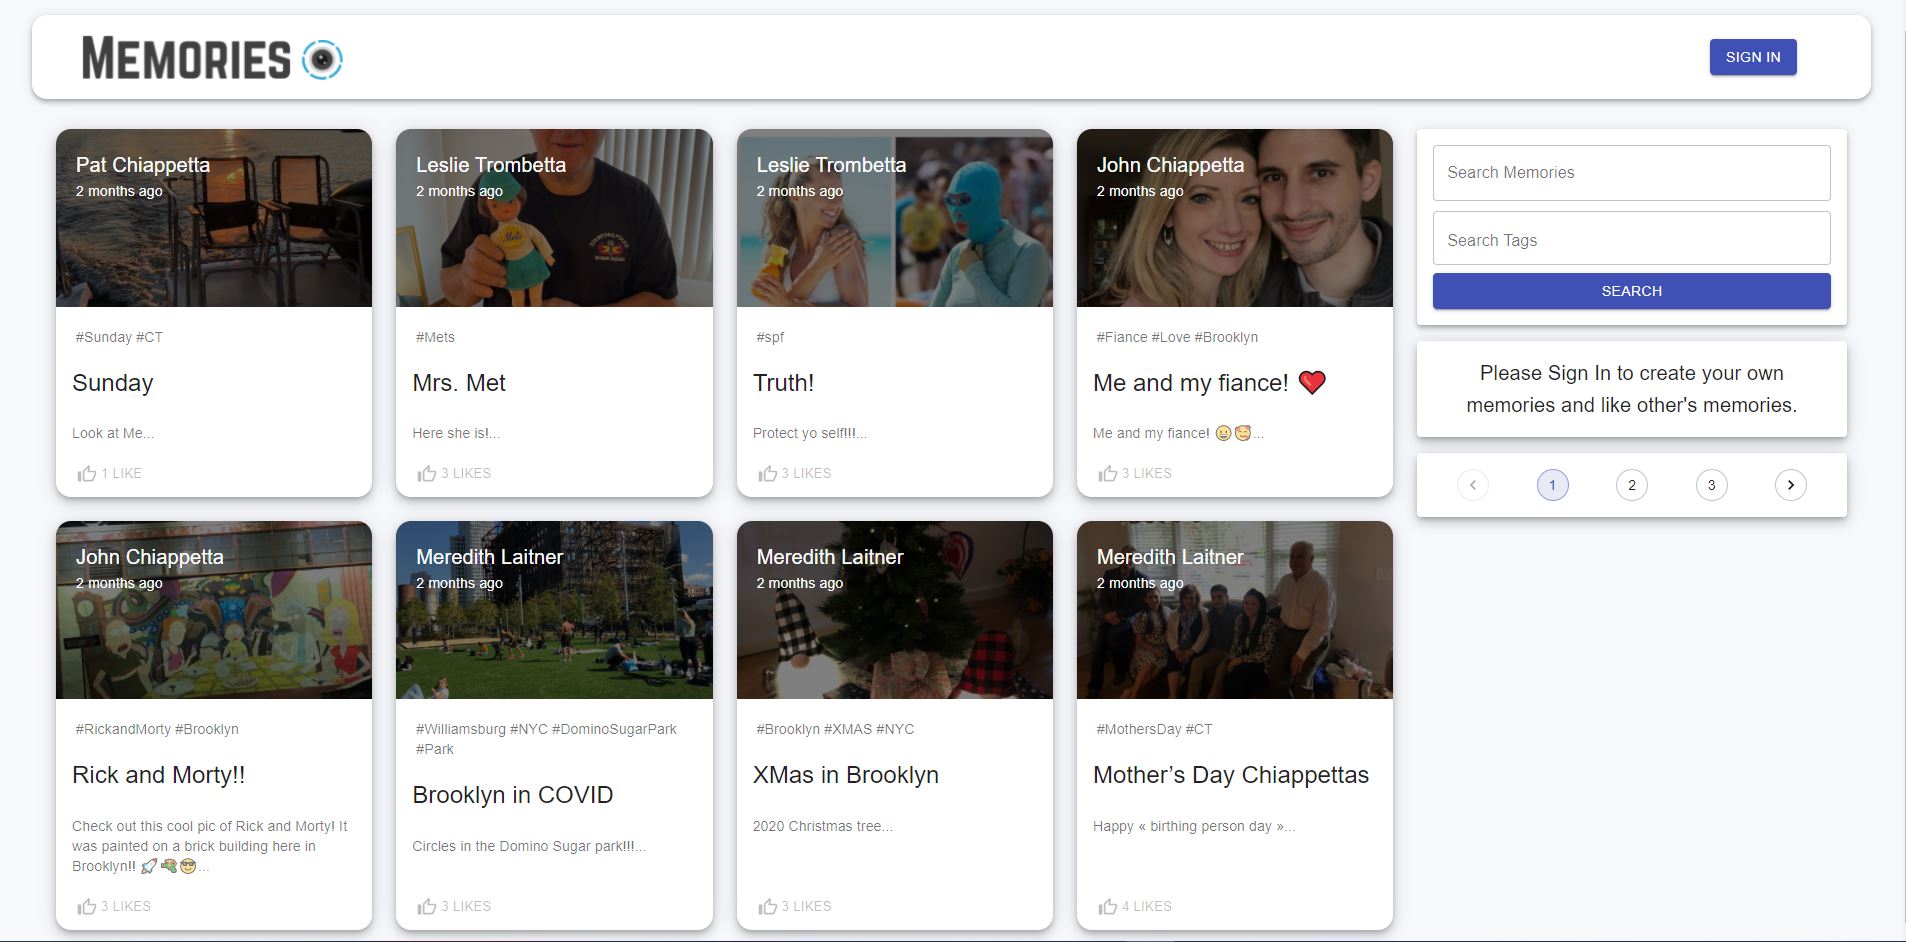 MEMORIES
SIGN IN
Pat Chiappetta
2 months ago
#Sunday #CT
Sunday
Look at Me...
1 LIKE
Leslie Trombetta
2 months ago
Mets
#Mets
Mrs. Met
Here she is!...
3 LIKES
Leslie Trombetta
2 months ago
#spf
Truth!
Protect yo self!!!...
3 LIKES
John Chiappetta
2 months ago
#Fiance #Love #Brooklyn
Me and my fiance! ❤️
Me and my fiance! 😀🥰...
3 LIKES
Search Memories
Search Tags
SEARCH
Please Sign In to create your own
memories and like other's memories.
1 2 3
John Chiappetta
2 months ago
#RickandMorty #Brooklyn
Rick and Morty!!
Check out this cool pic of Rick and Morty! It
was painted on a brick building here in
Brooklyn!! 🚀🔫😎...
3 LIKES
Meredith Laitner
2 months ago
#Williamsburg #NYC #DominoSugarPark
#Park
Brooklyn in COVID
Circles in the Domino Sugar park!!!...
3 LIKES
Meredith Laitner
2 months ago
#Brooklyn #XMAS #NYC
XMas in Brooklyn
2020 Christmas tree...
3 LIKES
Meredith Laitner
2 months ago
#MothersDay #CT
Mother’s Day Chiappettas
Happy « birthing person day »...
4 LIKES